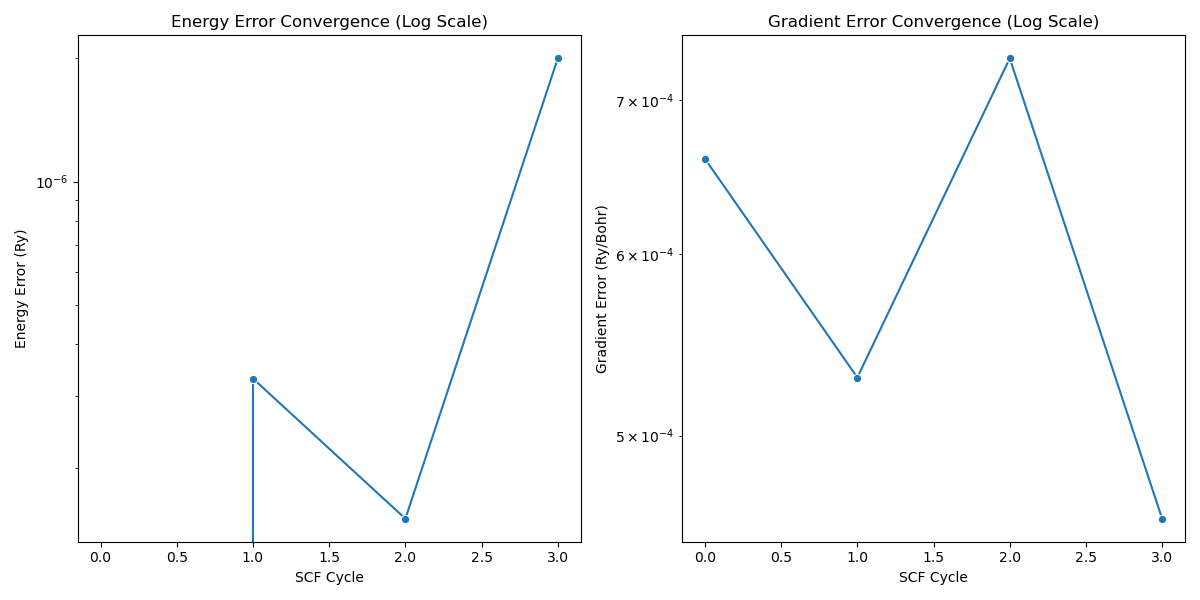 Energy Error Convergence (Log Scale)
Energy Error (Ry)
10⁻⁶
0.0 0.5 1.0 1.5 2.0 2.5 3.0
SCF Cycle
Gradient Error Convergence (Log Scale)
Gradient Error (Ry/Bohr)
7 × 10⁻⁴
6 × 10⁻⁴
5 × 10⁻⁴
0.0 0.5 1.0 1.5 2.0 2.5 3.0
SCF Cycle